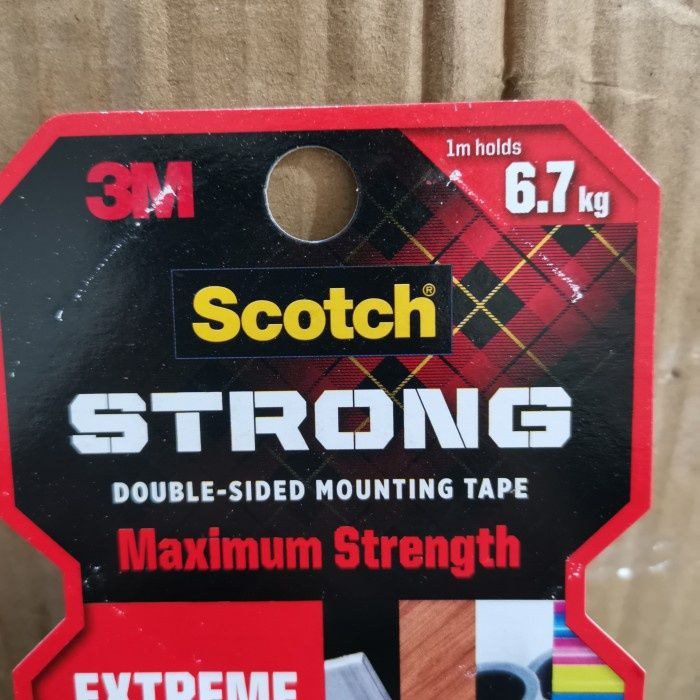 3M
1m holds
6.7 kg
Scotch®
STRONG
DOUBLE-SIDED MOUNTING TAPE
Maximum Strength
EXTREME